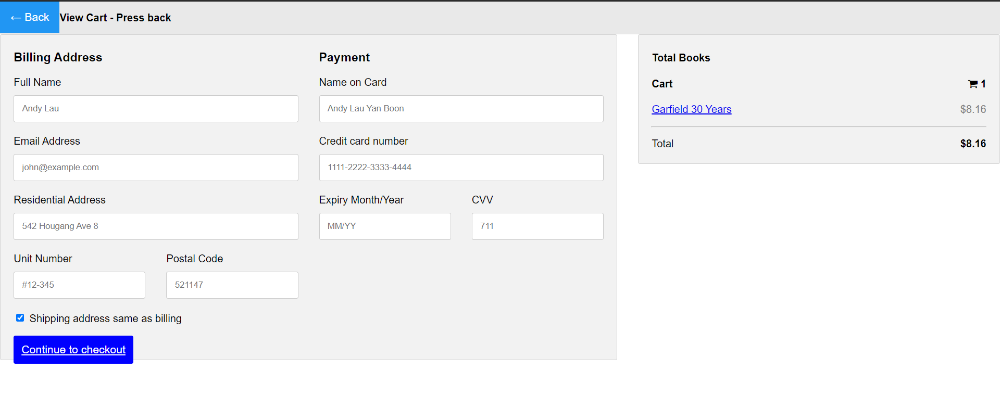 ← Back View Cart - Press back
Billing Address
Full Name
Andy Lau
Email Address
john@example.com
Residential Address
542 Hougang Ave 8
Unit Number Postal Code
#12-345 521147
Shipping address same as billing
Continue to checkout
Payment
Name on Card
Andy Lau Yan Boon
Credit card number
1111-2222-3333-4444
Expiry Month/Year CVV
MM/YY 711
Total Books
Cart 1
Garfield 30 Years $8.16
Total $8.16